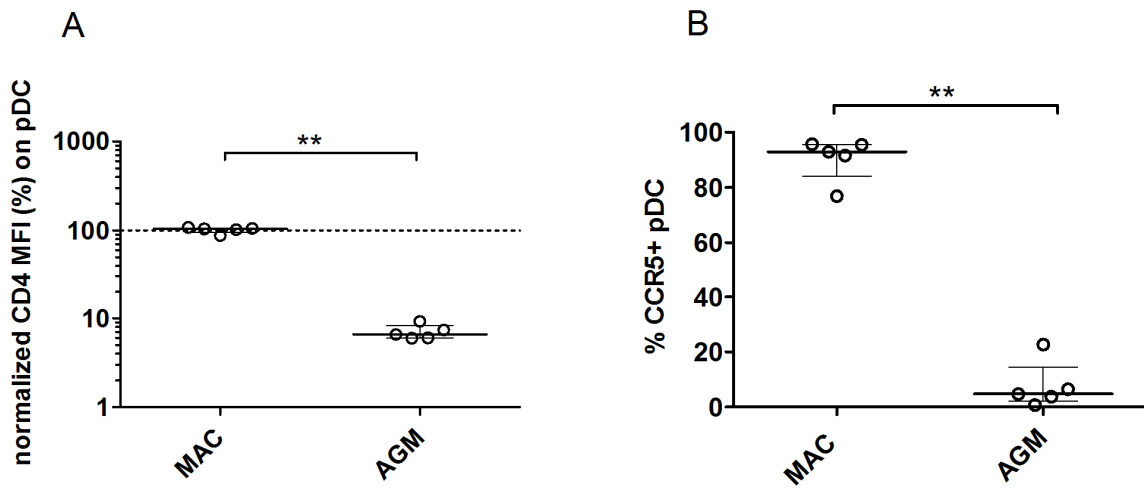 A
normalized CD4 MFI (%) on pDC
1000
100
10
1
**
MAC
AGM
B
% CCR5+ pDC
100
80
60
40
20
0
**
MAC
AGM